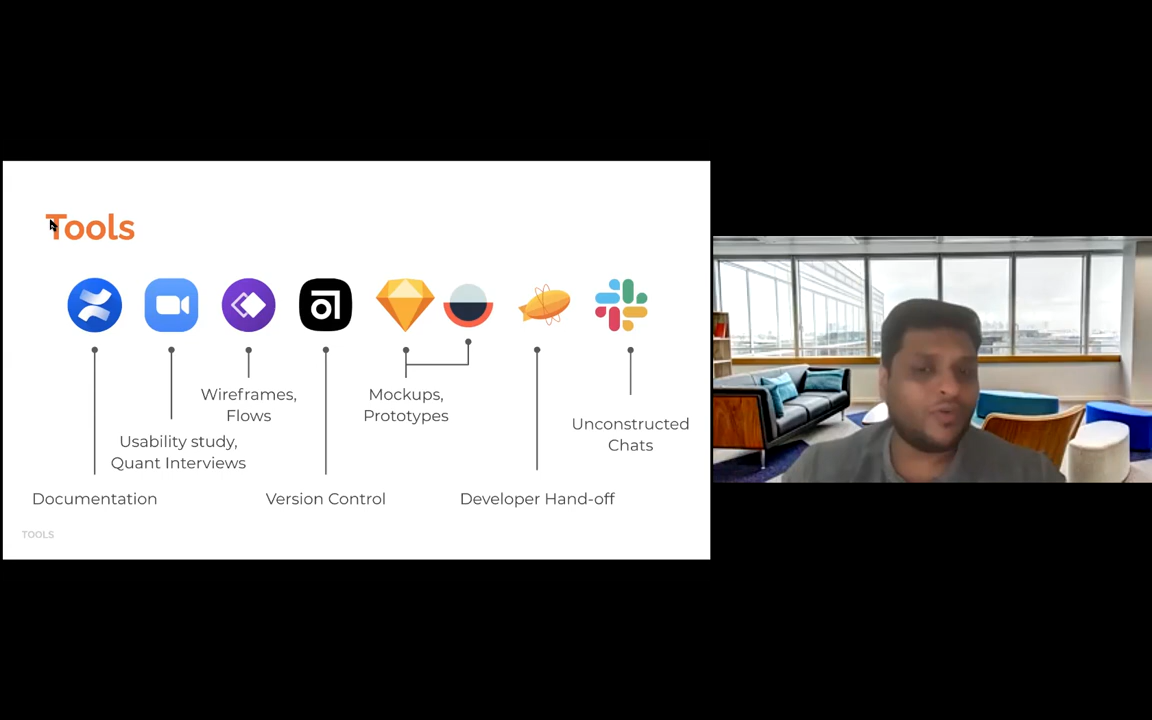 Tools
Wireframes,
Flows
Mockups,
Prototypes
Usability study,
Quant Interviews
Unconstructed
Chats
Documentation
Version Control
Developer Hand-off
TOOLS